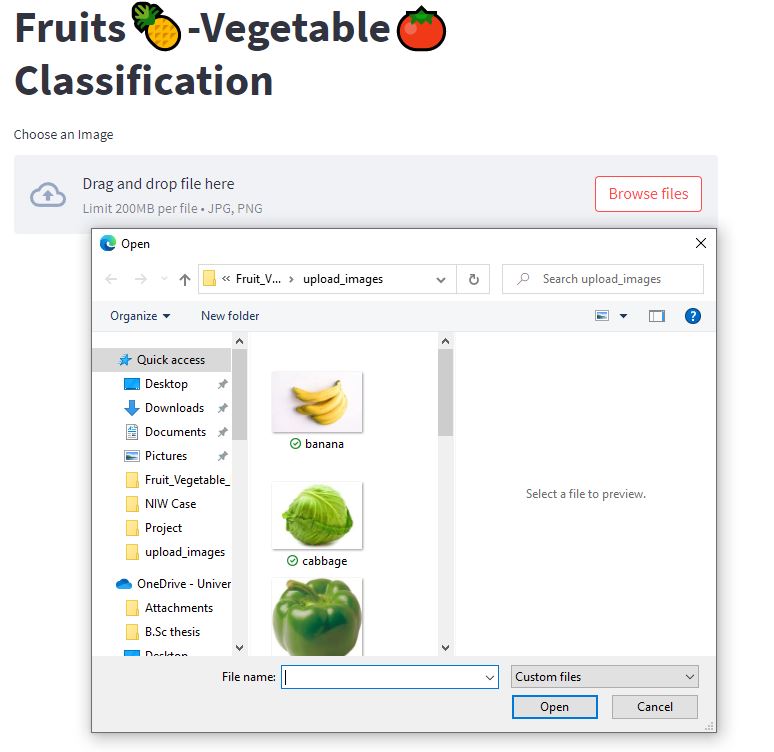 Fruits🍍-Vegetable🍅
Classification
Choose an Image
Drag and drop file here
Limit 200MB per file • JPG, PNG
Browse files
Open
« Fruit_V... › upload_images
Search upload_images
Organize
New folder
Quick access
Desktop
Downloads
Documents
Pictures
Fruit_Vegetable_
NIW Case
Project
upload_images
OneDrive - Univer
Attachments
B.Sc thesis
Desktop
banana
cabbage
Select a file to preview.
File name:
Custom files
Open
Cancel